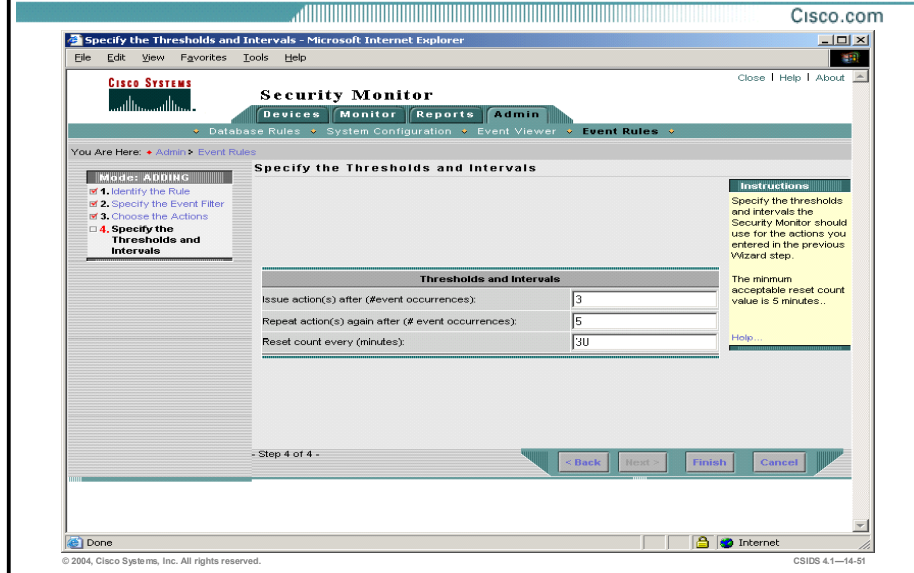 Cisco.com
Specify the Thresholds and Intervals - Microsoft Internet Explorer
File Edit View Favorites Tools Help
Close | Help | About
CISCO SYSTEMS
Security Monitor
Devices Monitor Reports Admin
Database Rules System Configuration Event Viewer Event Rules
You Are Here: Admin > Event Rules
Specify the Thresholds and Intervals
Mode: ADDING
1. Identify the Rule
2. Specify the Event Filter
3. Choose the Actions
4. Specify the
Thresholds and
Intervals
Thresholds and Intervals
Issue action(s) after (#event occurrences): 3
Repeat action(s) again after (# event occurrences): 5
Reset count every (minutes): 30
Instructions
Specify the thresholds
and intervals the
Security Monitor should
use for the actions you
entered in the previous
Wizard step.
The minmum
acceptable reset count
value is 5 minutes..
Help...
- Step 4 of 4 -
< Back Next > Finish Cancel
Done
Internet
© 2004, Cisco Systems, Inc. All rights reserved.
CSIDS 4.1—14-51